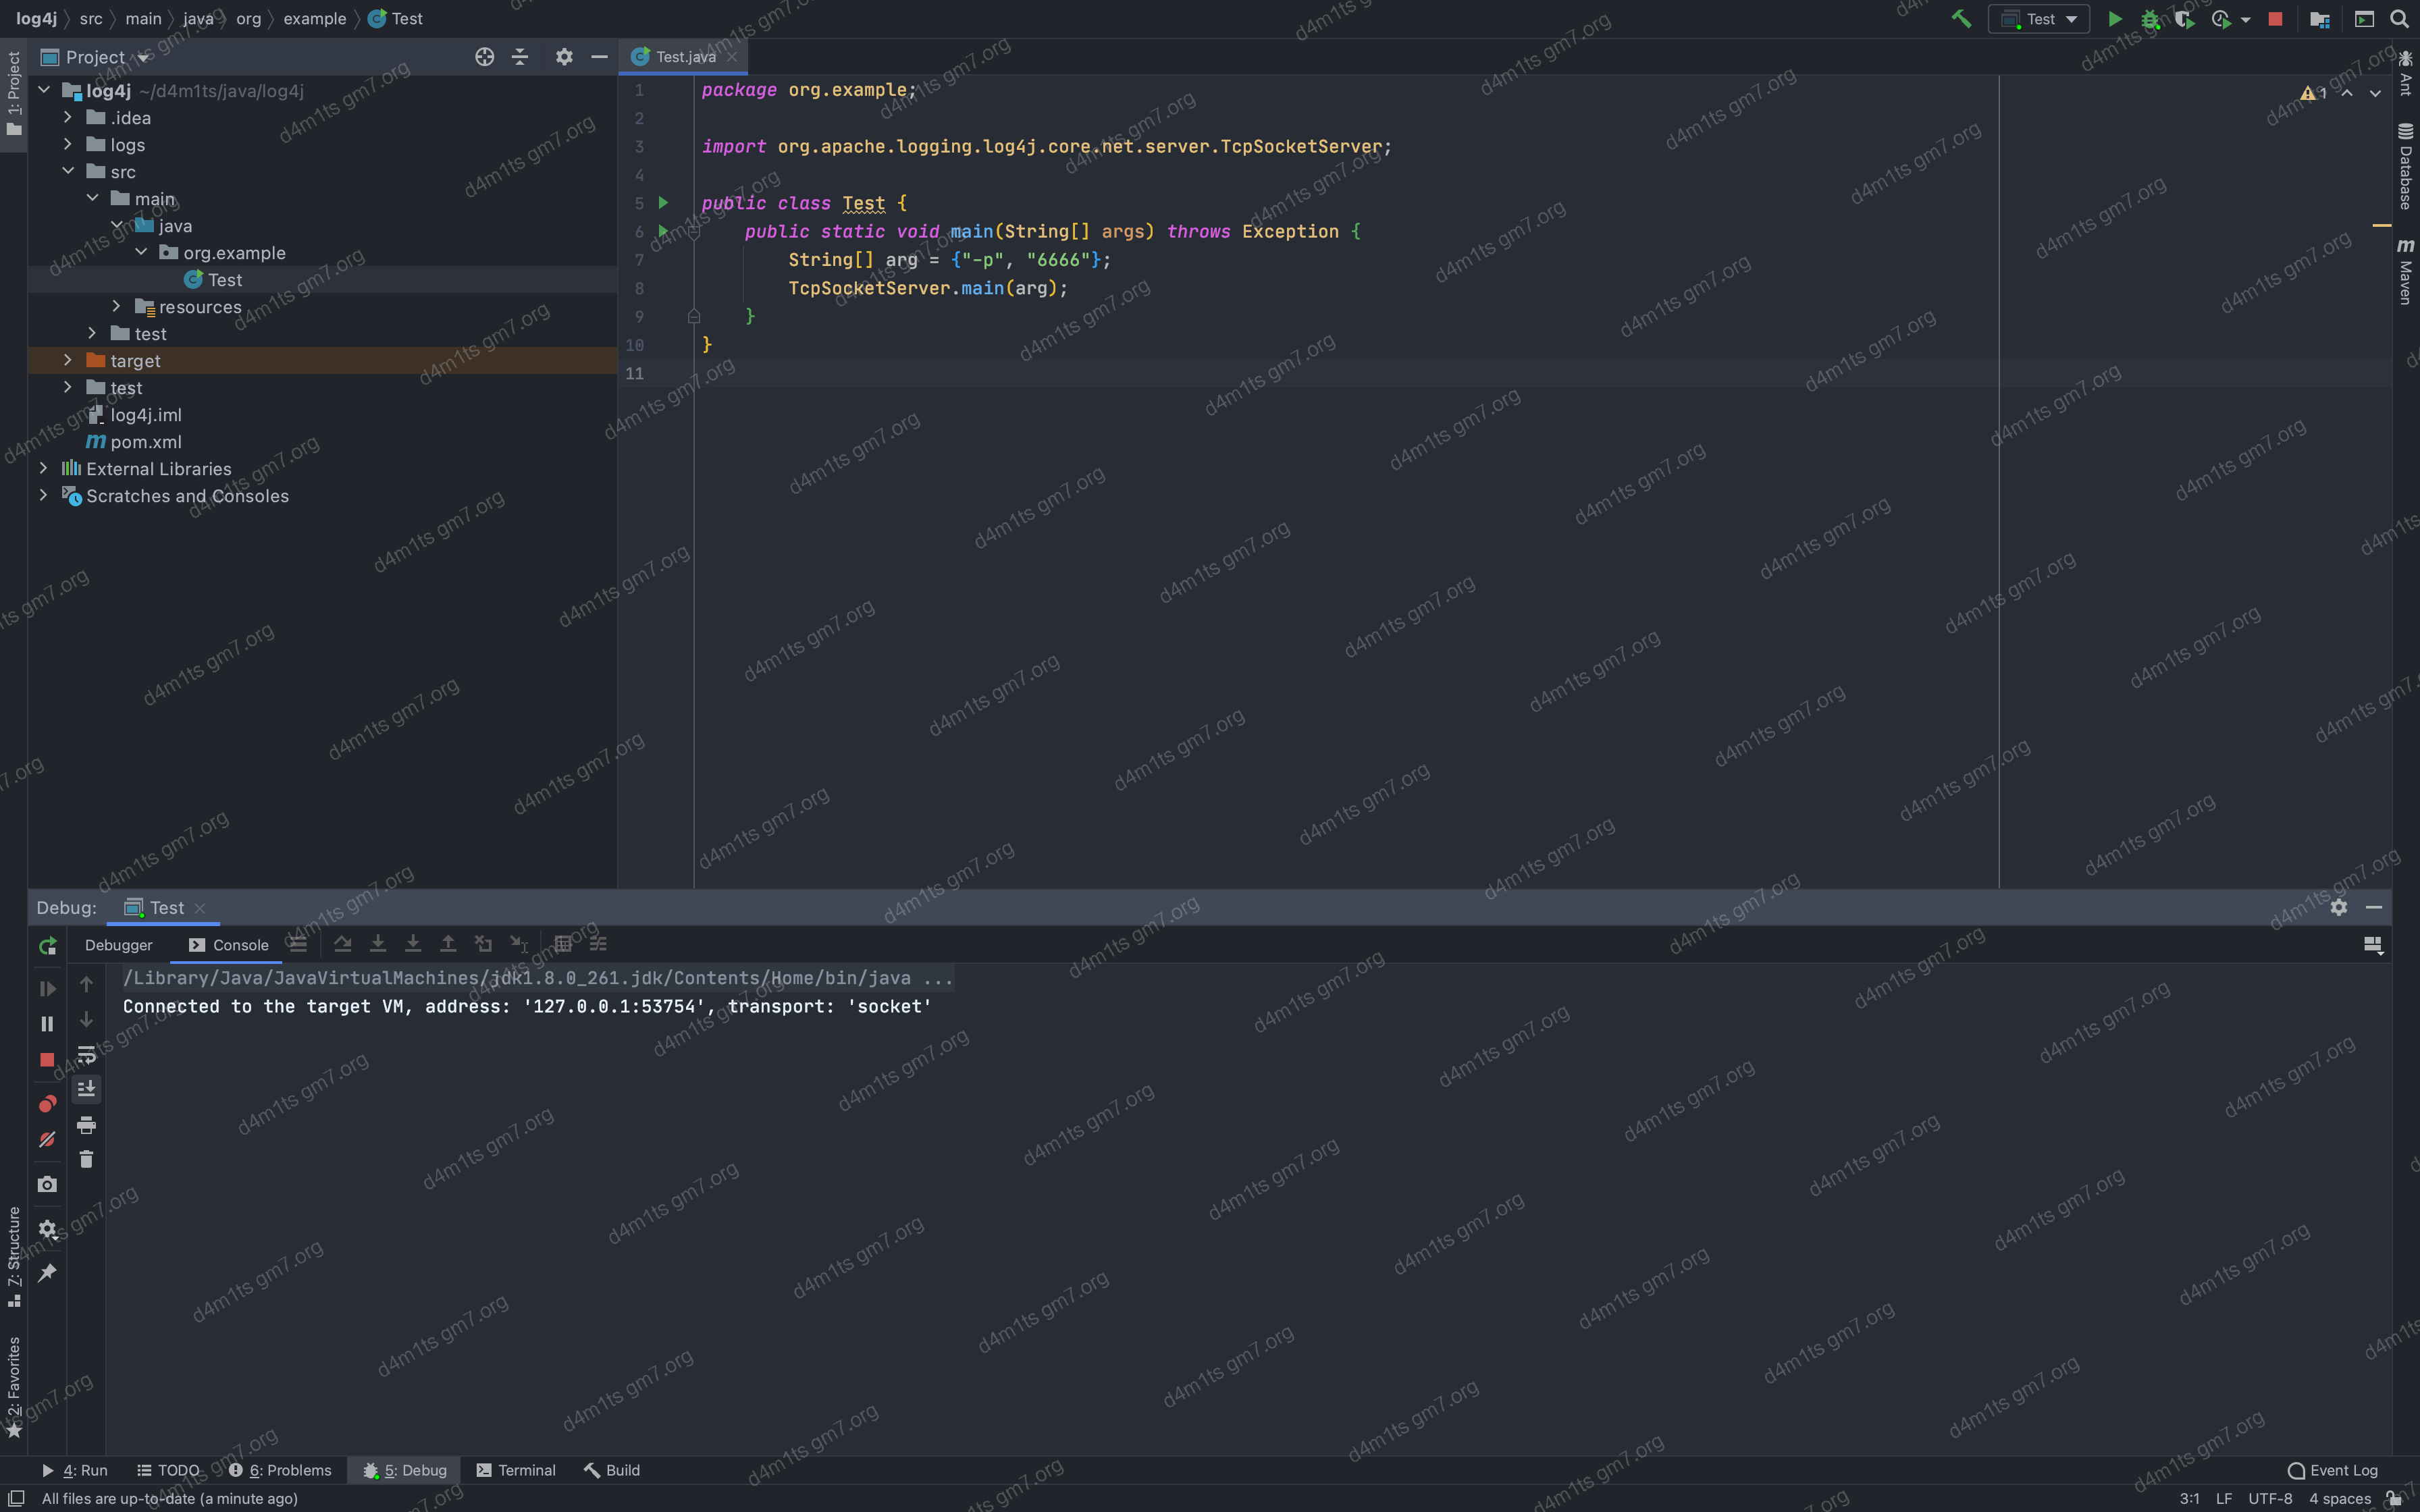 log4j src main java org example Test
Test
1: Project
Project
log4j ~/d4m1ts/java/log4j
.idea
logs
src
main
java
org.example
Test
resources
test
target
test
log4j.iml
pom.xml
External Libraries
Scratches and Consoles
Test.java
1 package org.example;
2
3 import org.apache.logging.log4j.core.net.server.TcpSocketServer;
4
5 public class Test {
6 public static void main(String[] args) throws Exception {
7 String[] arg = {"-p", "6666"};
8 TcpSocketServer.main(arg);
9 }
10 }
11
1
Ant
Database
Maven
Debug: Test
Debugger Console
/Library/Java/JavaVirtualMachines/jdk1.8.0_261.jdk/Contents/Home/bin/java ...
Connected to the target VM, address: '127.0.0.1:53754', transport: 'socket'
7: Structure
2: Favorites
4: Run TODO 6: Problems 5: Debug Terminal Build Event Log
All files are up-to-date (a minute ago) 3:1 LF UTF-8 4 spaces
d4m1ts gm7.org